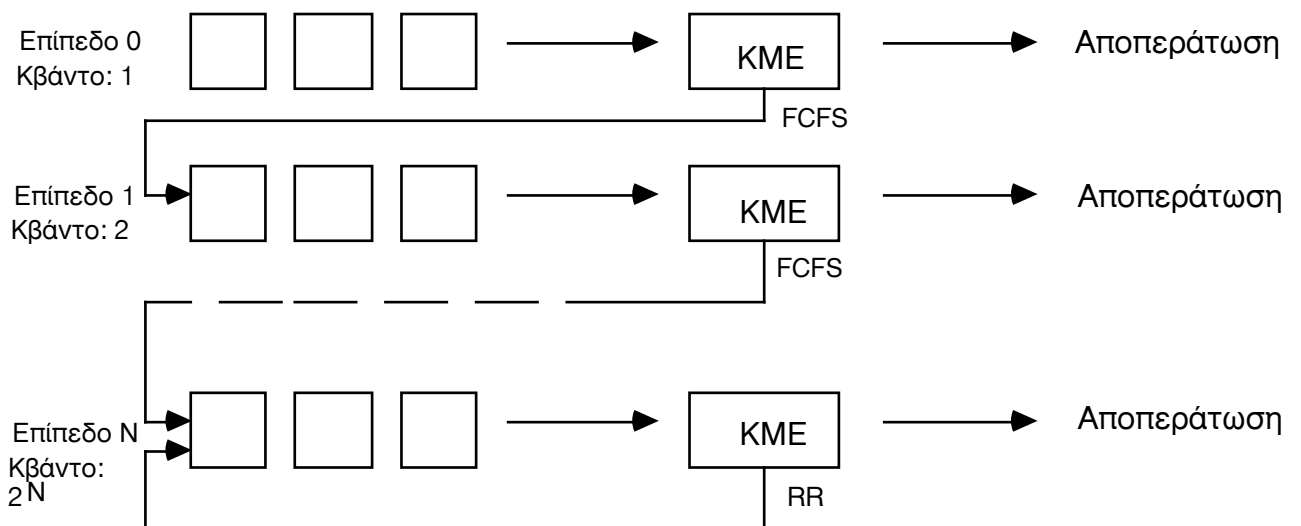 Επίπεδο 0
Κβάντο: 1
ΚΜΕ
Αποπεράτωση
FCFS
Επίπεδο 1
Κβάντο: 2
ΚΜΕ
Αποπεράτωση
FCFS
Επίπεδο Ν
Κβάντο:
2^N
ΚΜΕ
Αποπεράτωση
RR